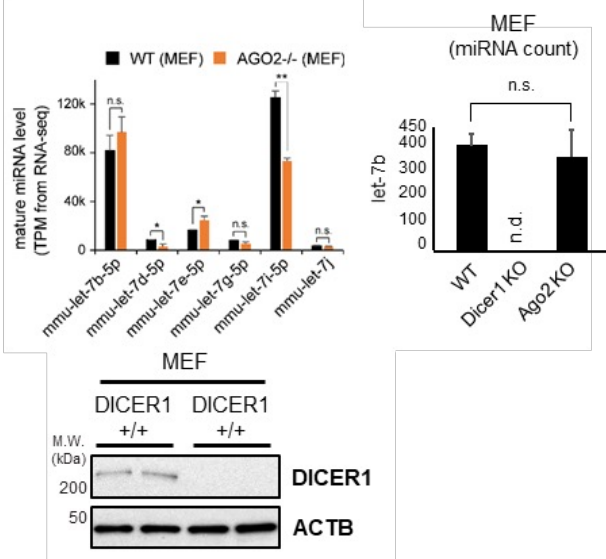 WT (MEF) AGO2-/- (MEF)
mature miRNA level
(TPM from RNA-seq)
120k
80k
40k
0
n.s.
*
*
n.s.
**
n.s.
mmu-let-7b-5p
mmu-let-7d-5p
mmu-let-7e-5p
mmu-let-7g-5p
mmu-let-7i-5p
mmu-let-7j
MEF
(miRNA count)
n.s.
let-7b
450
400
300
200
100
0
n.d.
WT
Dicer1 KO
Ago2 KO
MEF
DICER1 DICER1
+/+ +/+
M.W.
(kDa)
200
DICER1
50
ACTB